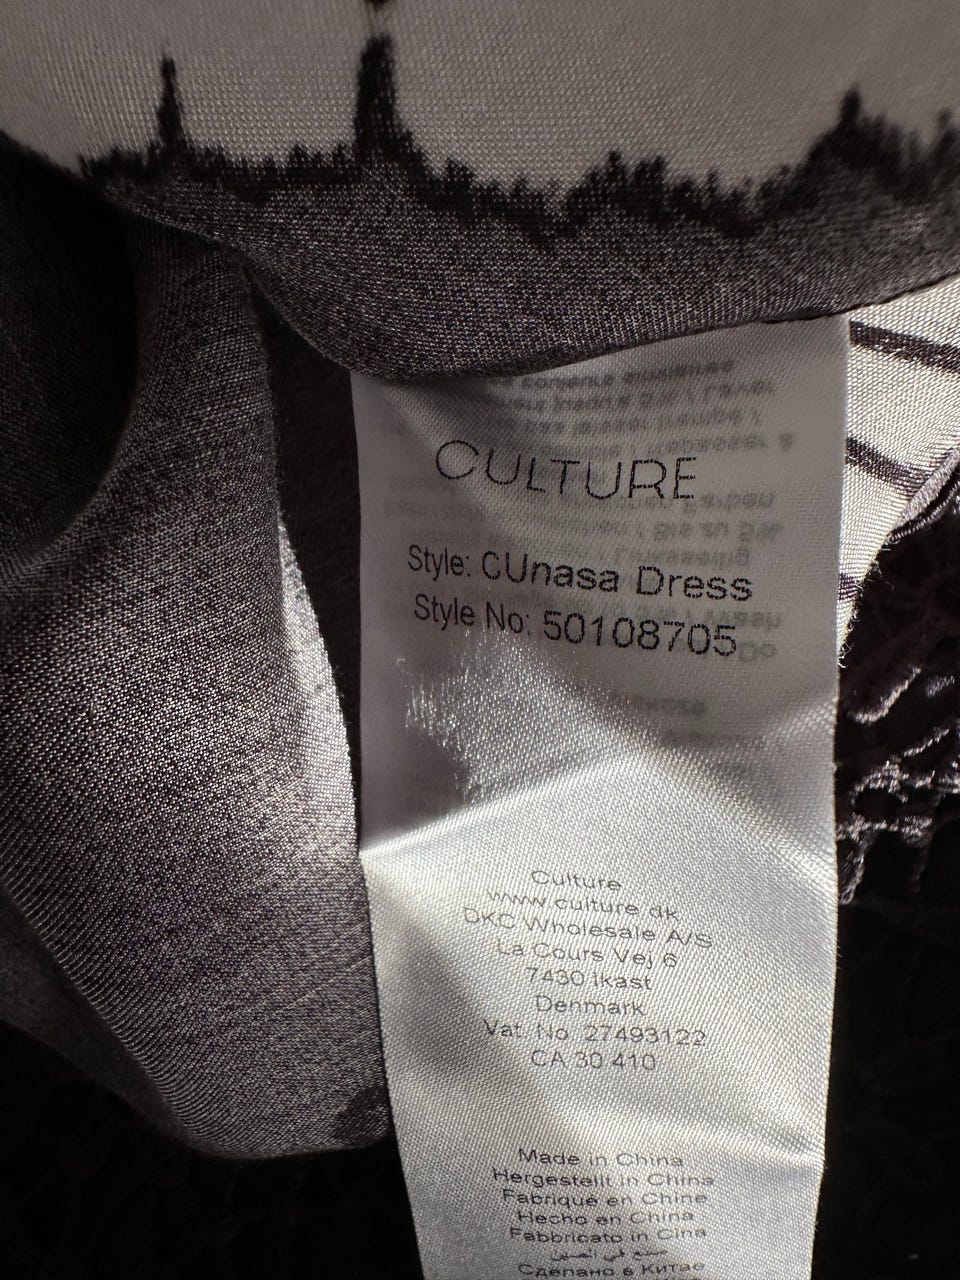 CULTURE
Style: CUnasa Dress
Style No: 50108705
Culture
www.culture.dk
DKC Wholesale A/S
La Cours Vej 6
7430 Ikast
Denmark
Vat. No. 27493122
CA 30 410
Made in China
Hergestellt in China
Fabriqué en Chine
Hecho en China
Fabbricato in Cina
صنع في الصين
Сделано в Китае